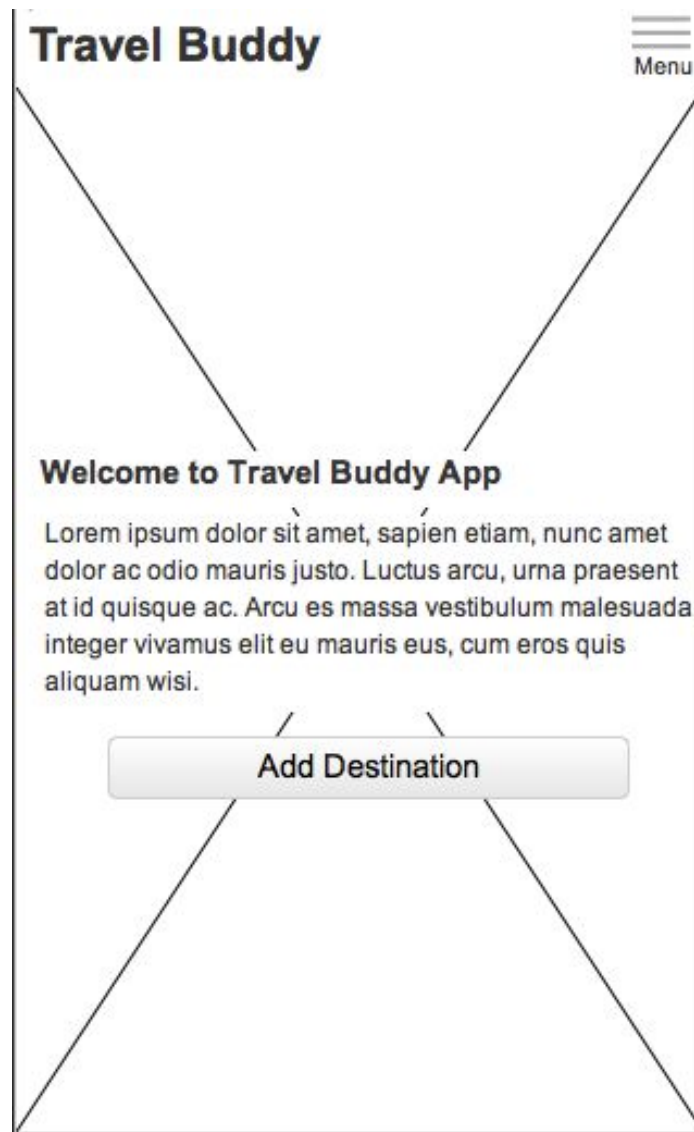 Travel Buddy
Menu
Welcome to Travel Buddy App
Lorem ipsum dolor sit amet, sapien etiam, nunc amet
dolor ac odio mauris justo. Luctus arcu, urna praesent
at id quisque ac. Arcu es massa vestibulum malesuada
integer vivamus elit eu mauris eus, cum eros quis
aliquam wisi.
Add Destination